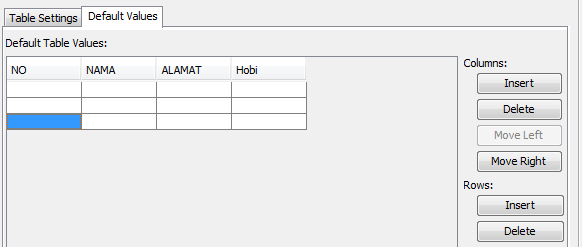 Table Settings
Default Values
Default Table Values:
NO NAMA ALAMAT Hobi
Columns:
Insert
Delete
Move Left
Move Right
Rows:
Insert
Delete